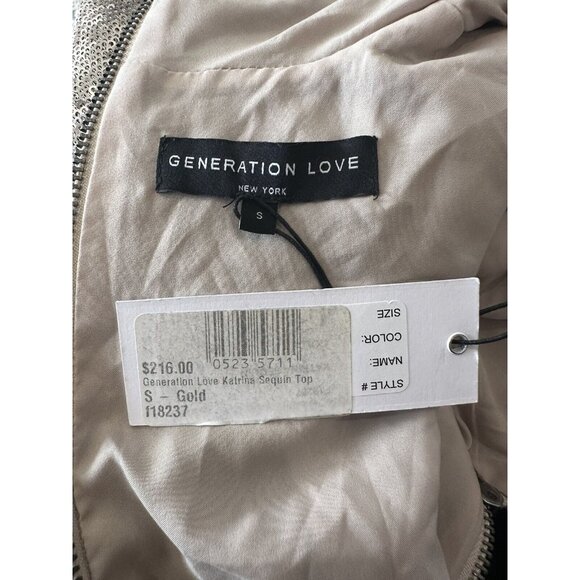 GENERATION LOVE
NEW YORK
S
0523 5711
$216.00
Generation Love Katrina Sequin Top
S - Gold
118237
STYLE #
NAME:
COLOR:
SIZE